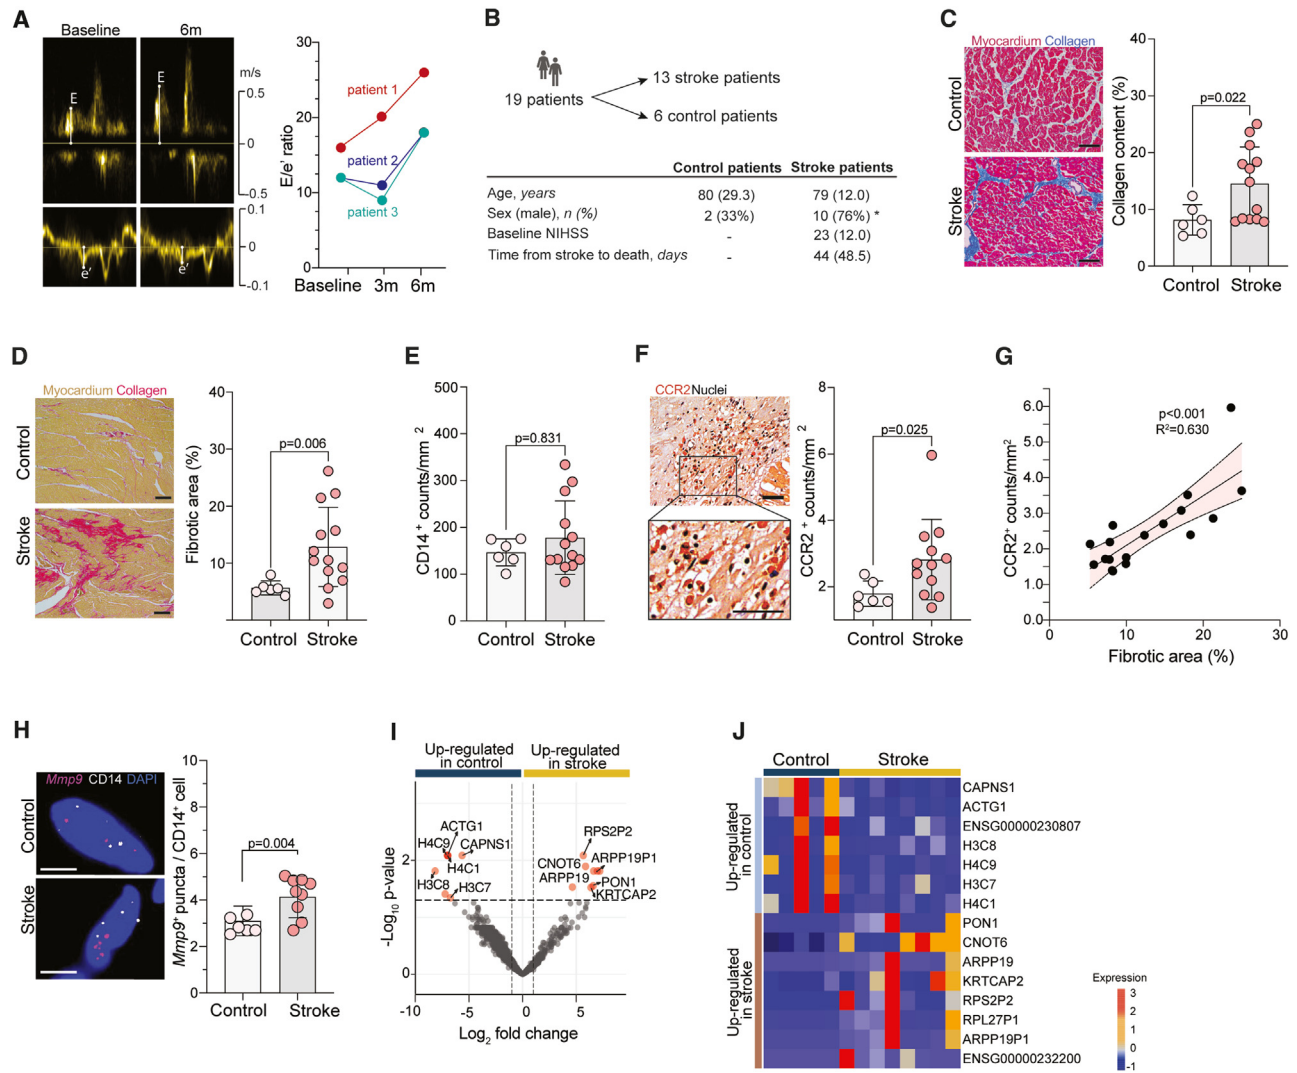 A
Baseline
6m
m/s
E
E
0.5
0
-0.5
0.1
0
-0.1
e'
e'
E/e' ratio
30
20
10
0
patient 1
patient 2
patient 3
Baseline 3m 6m
B
19 patients
13 stroke patients
6 control patients
Control patients Stroke patients
Age, years 80 (29.3) 79 (12.0)
Sex (male), n (%) 2 (33%) 10 (76%) *
Baseline NIHSS - 23 (12.0)
Time from stroke to death, days - 44 (48.5)
C
Myocardium Collagen
Control
Stroke
Collagen content (%)
40
30
20
10
0
p=0.022
Control Stroke
D
Myocardium Collagen
Control
Stroke
Fibrotic area (%)
40
30
20
10
p=0.006
Control Stroke
E
CD14+ counts/mm2
500
400
300
200
100
0
p=0.831
Control Stroke
F
CCR2 Nuclei
CCR2+ counts/mm2
8
6
4
2
p=0.025
Control Stroke
G
CCR2+ counts/mm2
6.0
5.0
4.0
3.0
2.0
1.0
0.0
p<0.001
R2=0.630
0 10 20 30
Fibrotic area (%)
H
Mmp9 CD14 DAPI
Control
Stroke
Mmp9+ puncta / CD14+ cell
10
8
6
4
2
0
p=0.004
Control Stroke
I
Up-regulated
in control
Up-regulated
in stroke
-Log10 p-value
2
0
ACTG1
H4C9
CAPNS1
H4C1
H3C8
H3C7
RPS2P2
CNOT6
ARPP19P1
ARPP19
PON1
KRTCAP2
-10 -5 0 5
Log2 fold change
J
Control Stroke
Up-regulated
in control
Up-regulated
in stroke
CAPNS1
ACTG1
ENSG00000230807
H3C8
H4C9
H3C7
H4C1
PON1
CNOT6
ARPP19
KRTCAP2
RPS2P2
RPL27P1
ARPP19P1
ENSG00000232200
Expression
3
2
1
0
-1